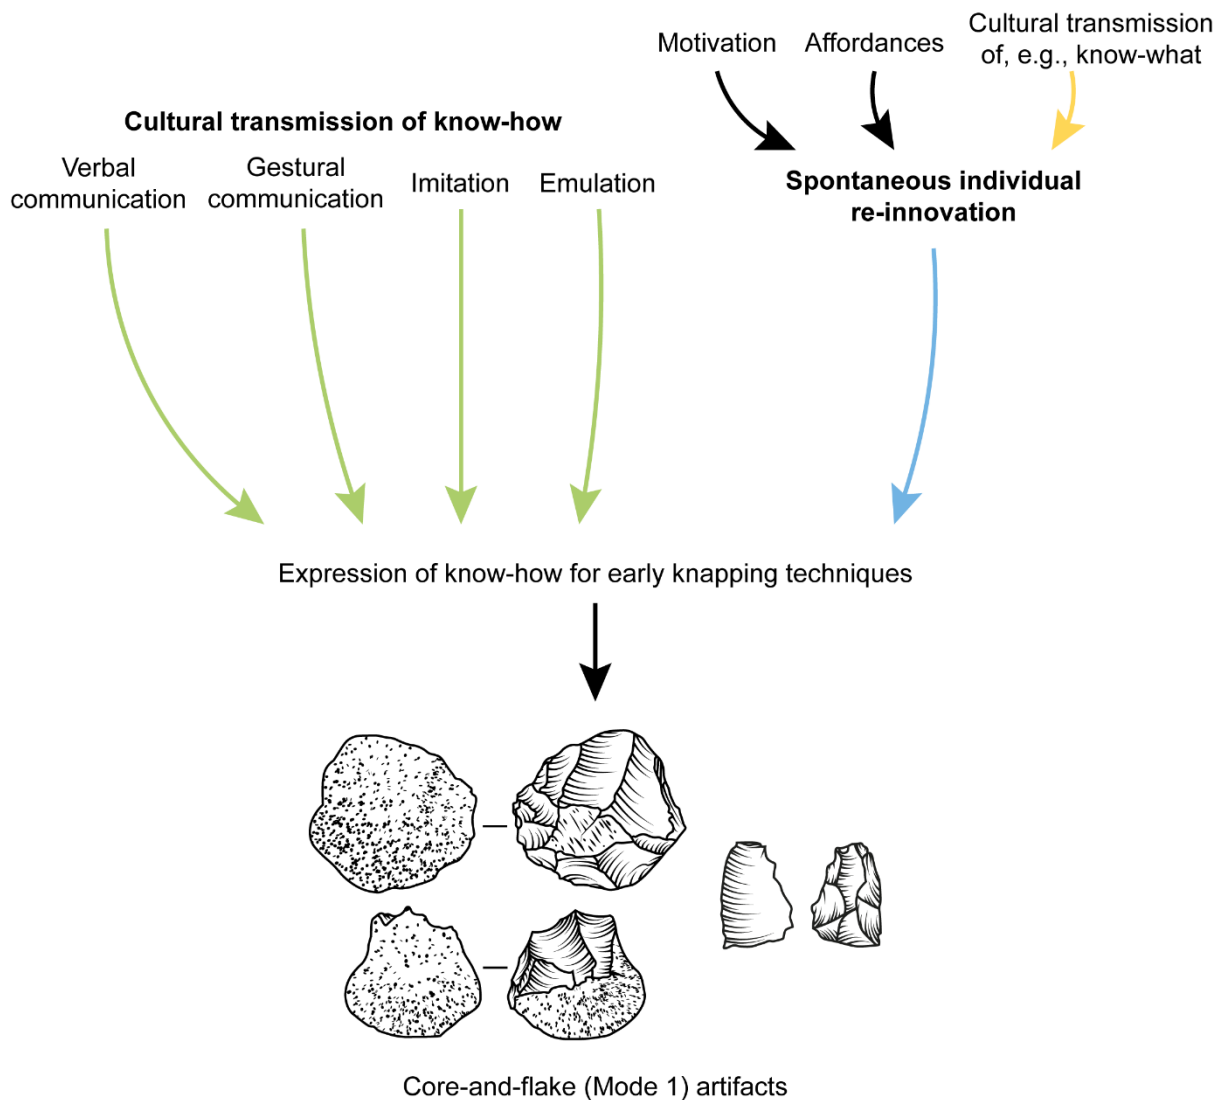 Motivation
Affordances
Cultural transmission
of, e.g., know-what
Cultural transmission of know-how
Verbal
communication
Gestural
communication
Imitation
Emulation
Spontaneous individual
re-innovation
Expression of know-how for early knapping techniques
Core-and-flake (Mode 1) artifacts